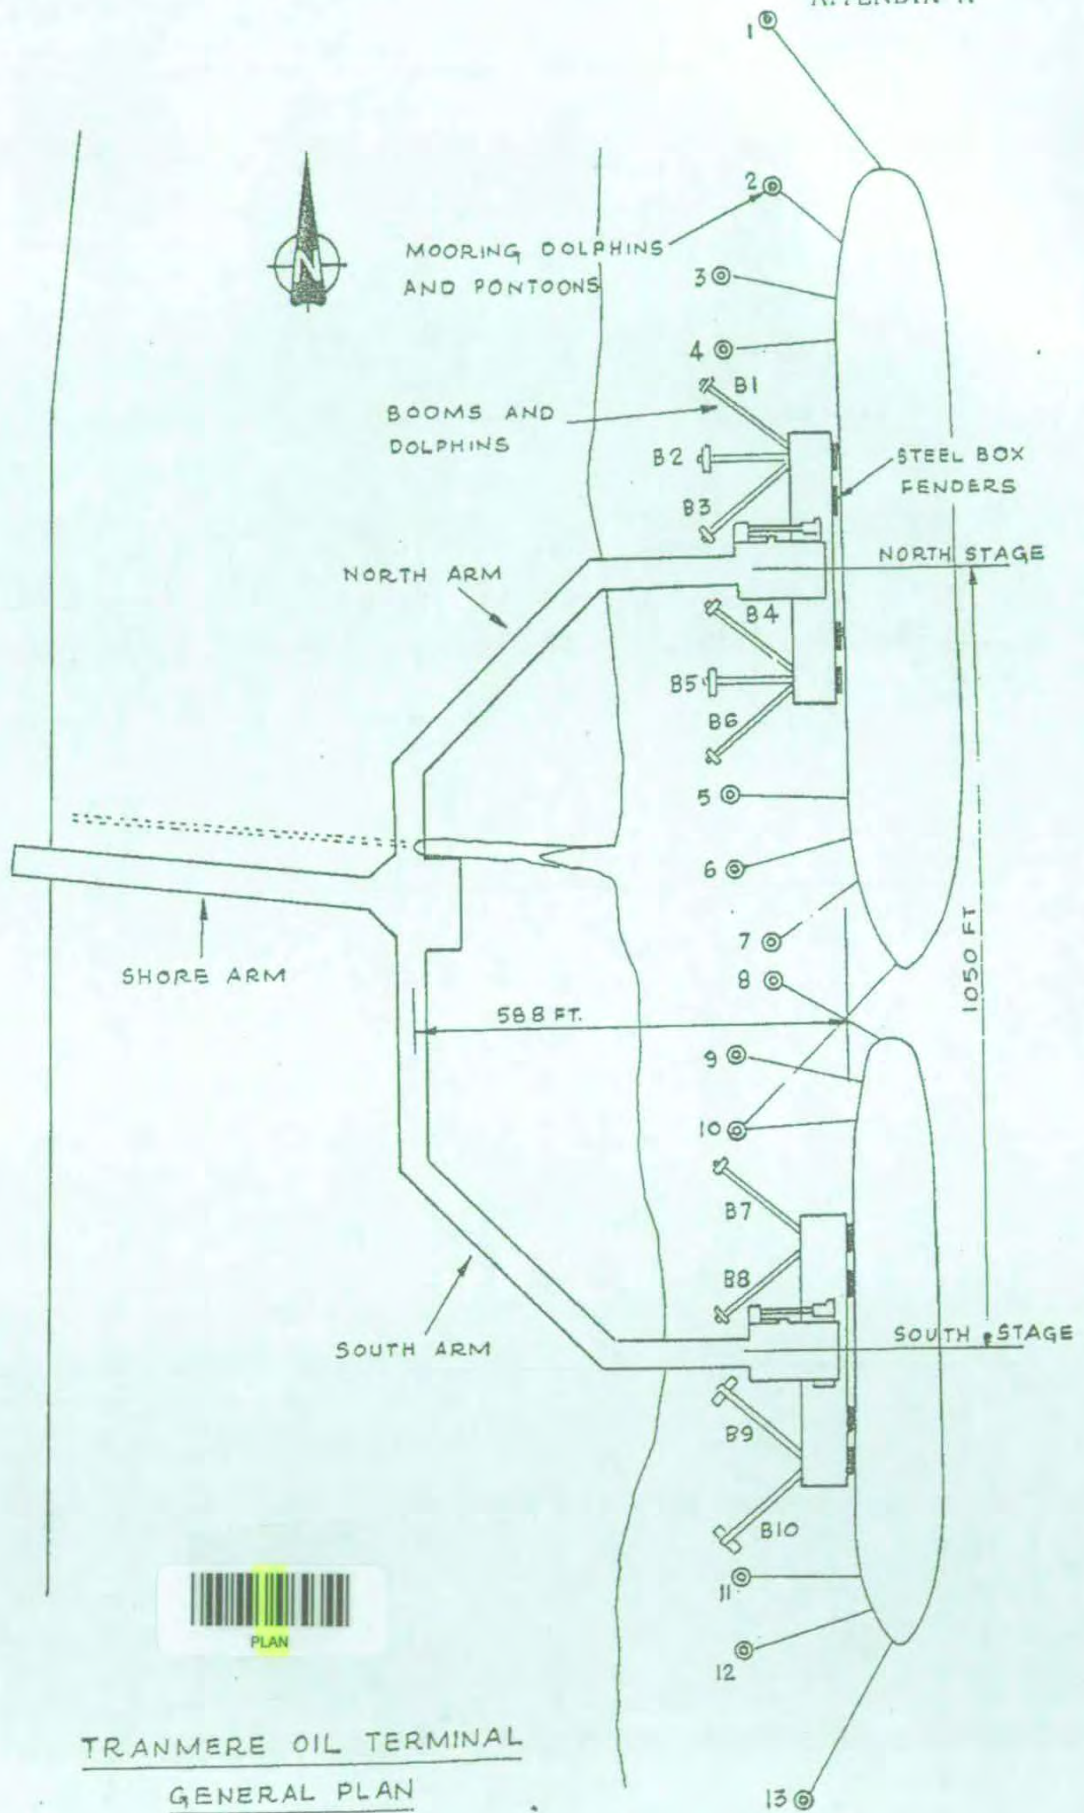 APPENDIX A
1
2
MOORING DOLPHINS
AND PONTOONS
3
4
B1
BOOMS AND
DOLPHINS
B2
STEEL BOX
FENDERS
B3
N
NORTH STAGE
NORTH ARM
B4
B5
B6
5
6
7
SHORE ARM
8
1050 FT
588 FT.
9
10
B7
B8
SOUTH STAGE
SOUTH ARM
B9
B10
11
PLAN
12
TRANMERE OIL TERMINAL
GENERAL PLAN
13